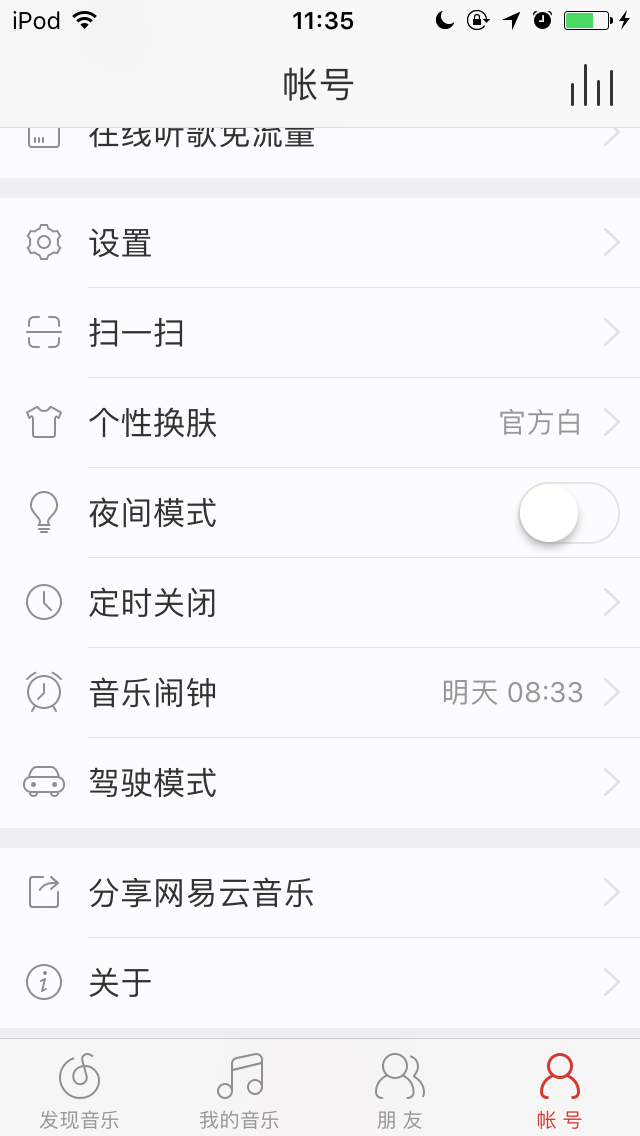 iPod 11:35
帐号
在线听歌免流量
设置
扫一扫
个性换肤 官方白
夜间模式
定时关闭
音乐闹钟 明天 08:33
驾驶模式
分享网易云音乐
关于
发现音乐 我的音乐 朋友 帐号